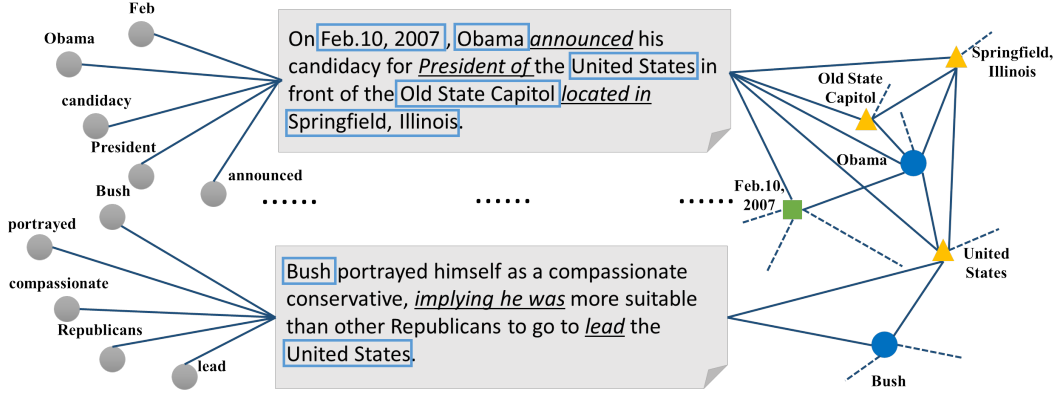 Feb
Obama
candidacy
President
announced
Bush
portrayed
compassionate
Republicans
lead
On Feb.10, 2007 , Obama announced his
candidacy for President of the United States in
front of the Old State Capitol located in
Springfield, Illinois.
...... ...... ......
Bush portrayed himself as a compassionate
conservative, implying he was more suitable
than other Republicans to go to lead the
United States.
Springfield,
Illinois
Old State
Capitol
Obama
Feb.10,
2007
United
States
Bush